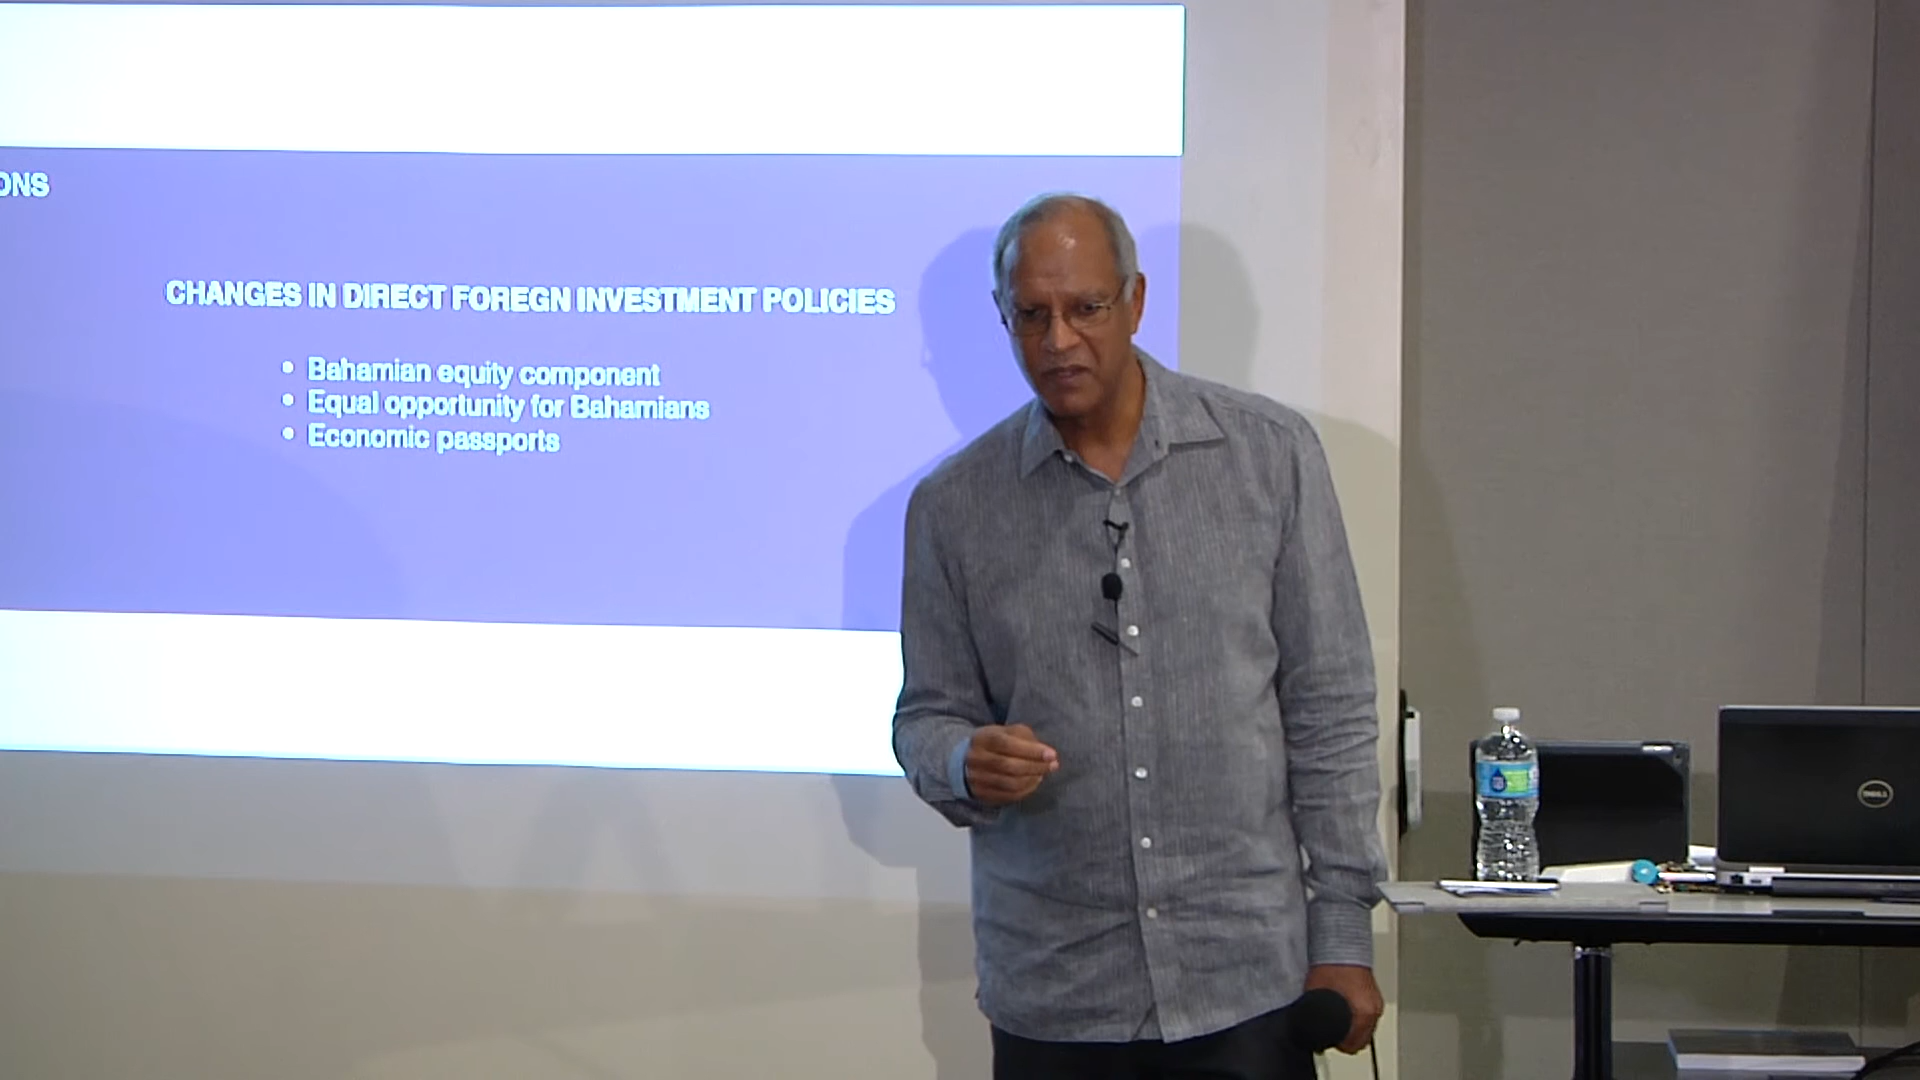 ONS
CHANGES IN DIRECT FOREGN INVESTMENT POLICIES
• Bahamian equity component
• Equal opportunity for Bahamians
• Economic passports
DELL